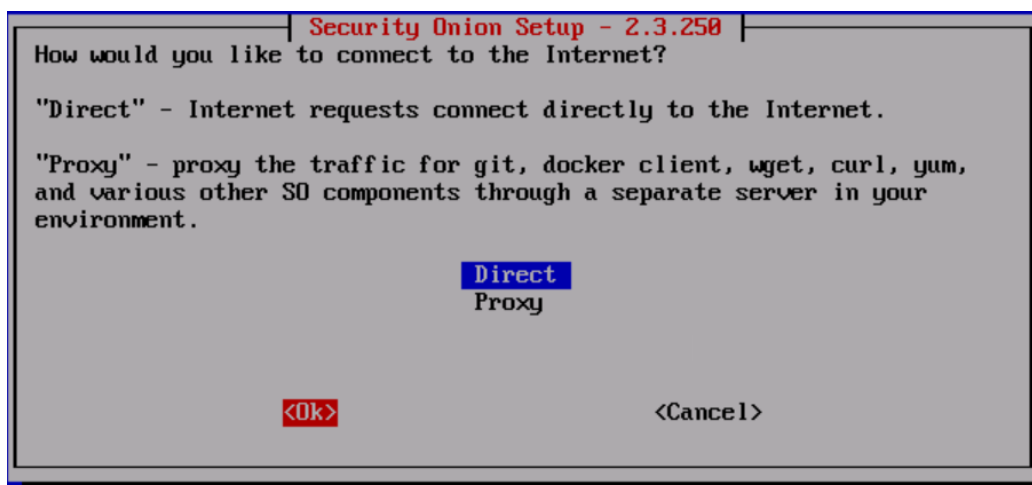 Security Onion Setup - 2.3.250
How would you like to connect to the Internet?
"Direct" - Internet requests connect directly to the Internet.
"Proxy" - proxy the traffic for git, docker client, wget, curl, yum,
and various other SO components through a separate server in your
environment.
Direct
Proxy
<Ok> <Cancel>